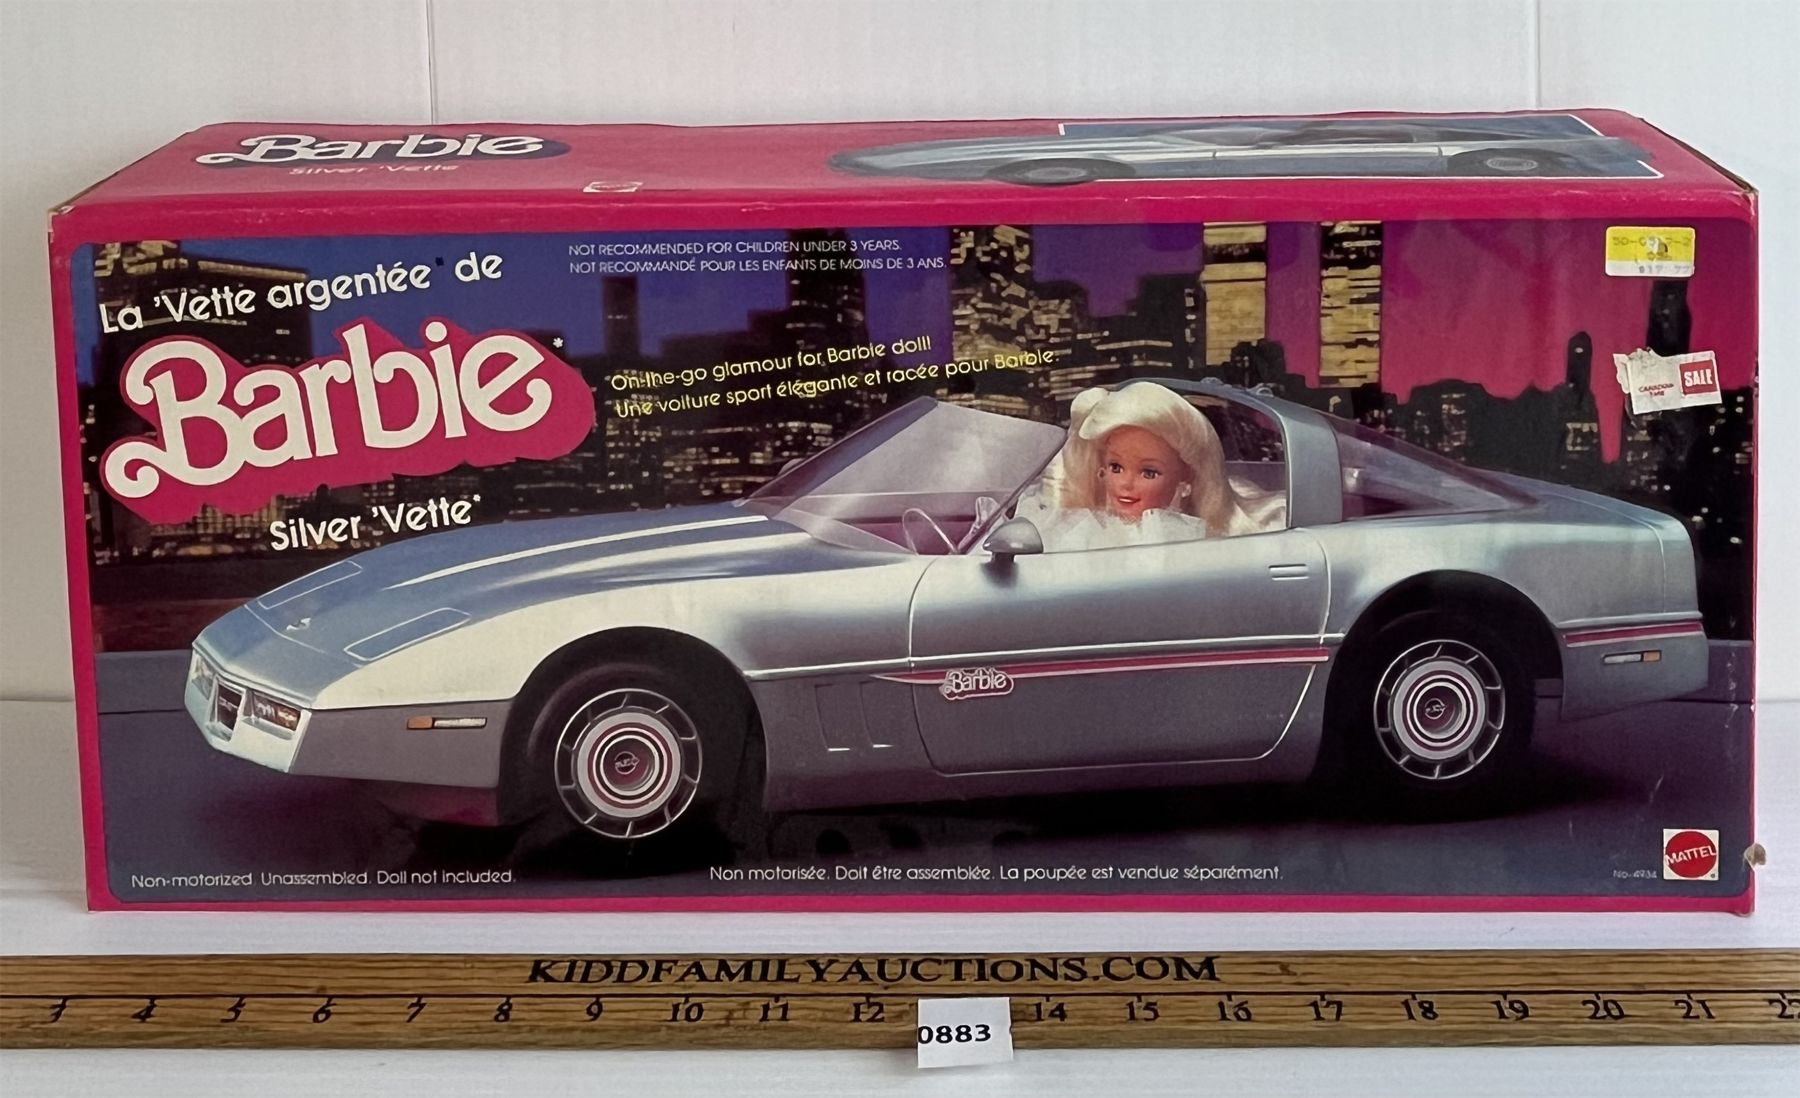 Barbie
Silver 'Vette
La 'Vette argentée* de
Barbie*
Silver 'Vette*
NOT RECOMMENDED FOR CHILDREN UNDER 3 YEARS.
NOT RECOMMANDÉ POUR LES ENFANTS DE MOINS DE 3 ANS.
On-the-go glamour for Barbie doll!
Une voiture sport élégante et racée pour Barbie.
SALE
Barbie
Non-motorized. Unassembled. Doll not included.
Non motorisée. Doit être assemblée. La poupée est vendue séparément.
No. 4934
MATTEL
KIDDFAMILYAUCTIONS.COM
3 4 5 6 7 8 9 10 11 12 14 15 16 17 18 19 20 21 22
0883